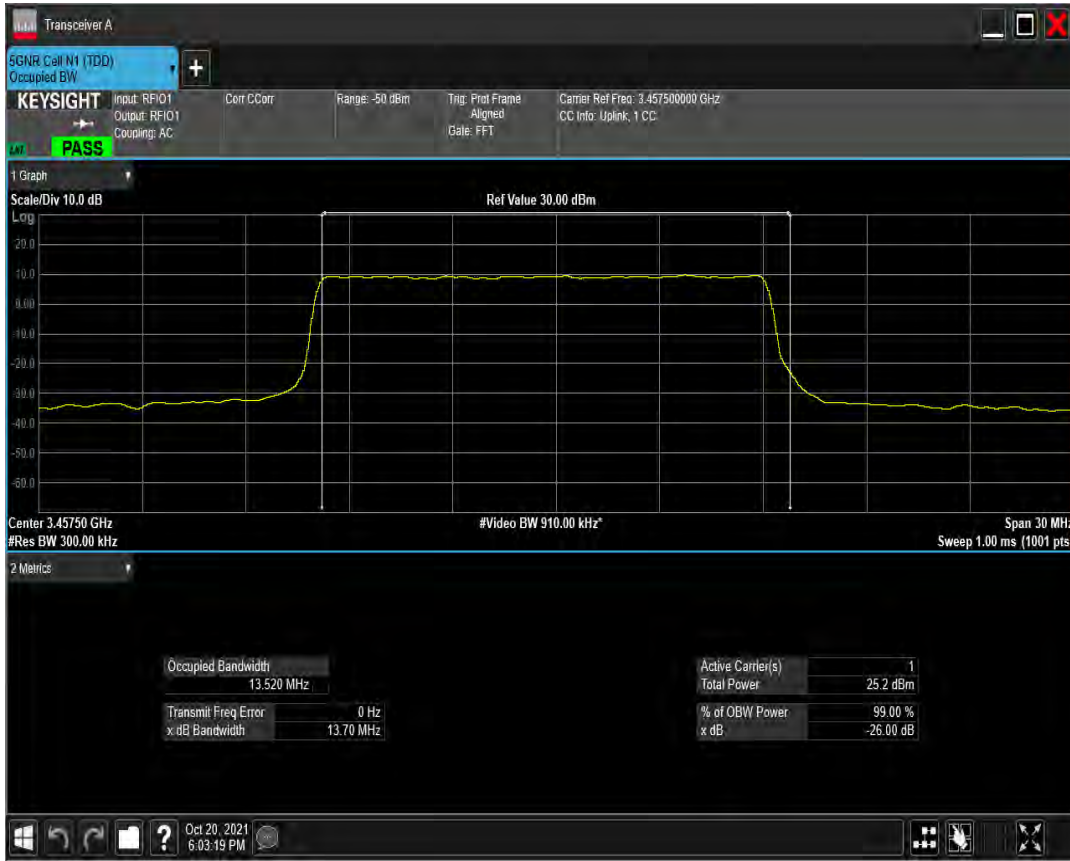 Transceiver A
5GNR Cell N1 (TDD)
Occupied BW
+
KEYSIGHT
Input: RFIO1
Output: RFIO1
Coupling: AC
Corr CCorr
Range: -50 dBm
Trig: Prot Frame
Aligned
Gate: FFT
Carrier Ref Freq: 3.457500000 GHz
CC Info: Uplink, 1 CC
PASS
1 Graph
Scale/Div 10.0 dB
Ref Value 30.00 dBm
Log
20.0
10.0
0.00
-10.0
-20.0
-30.0
-40.0
-50.0
-60.0
Center 3.45750 GHz
#Video BW 910.00 kHz*
Span 30 MHz
#Res BW 300.00 kHz
Sweep 1.00 ms (1001 pts
2 Metrics
Occupied Bandwidth
13.520 MHz
Transmit Freq Error 0 Hz
x dB Bandwidth 13.70 MHz
Active Carrier(s) 1
Total Power 25.2 dBm
% of OBW Power 99.00 %
x dB -26.00 dB
?
Oct 20, 2021
6:03:19 PM